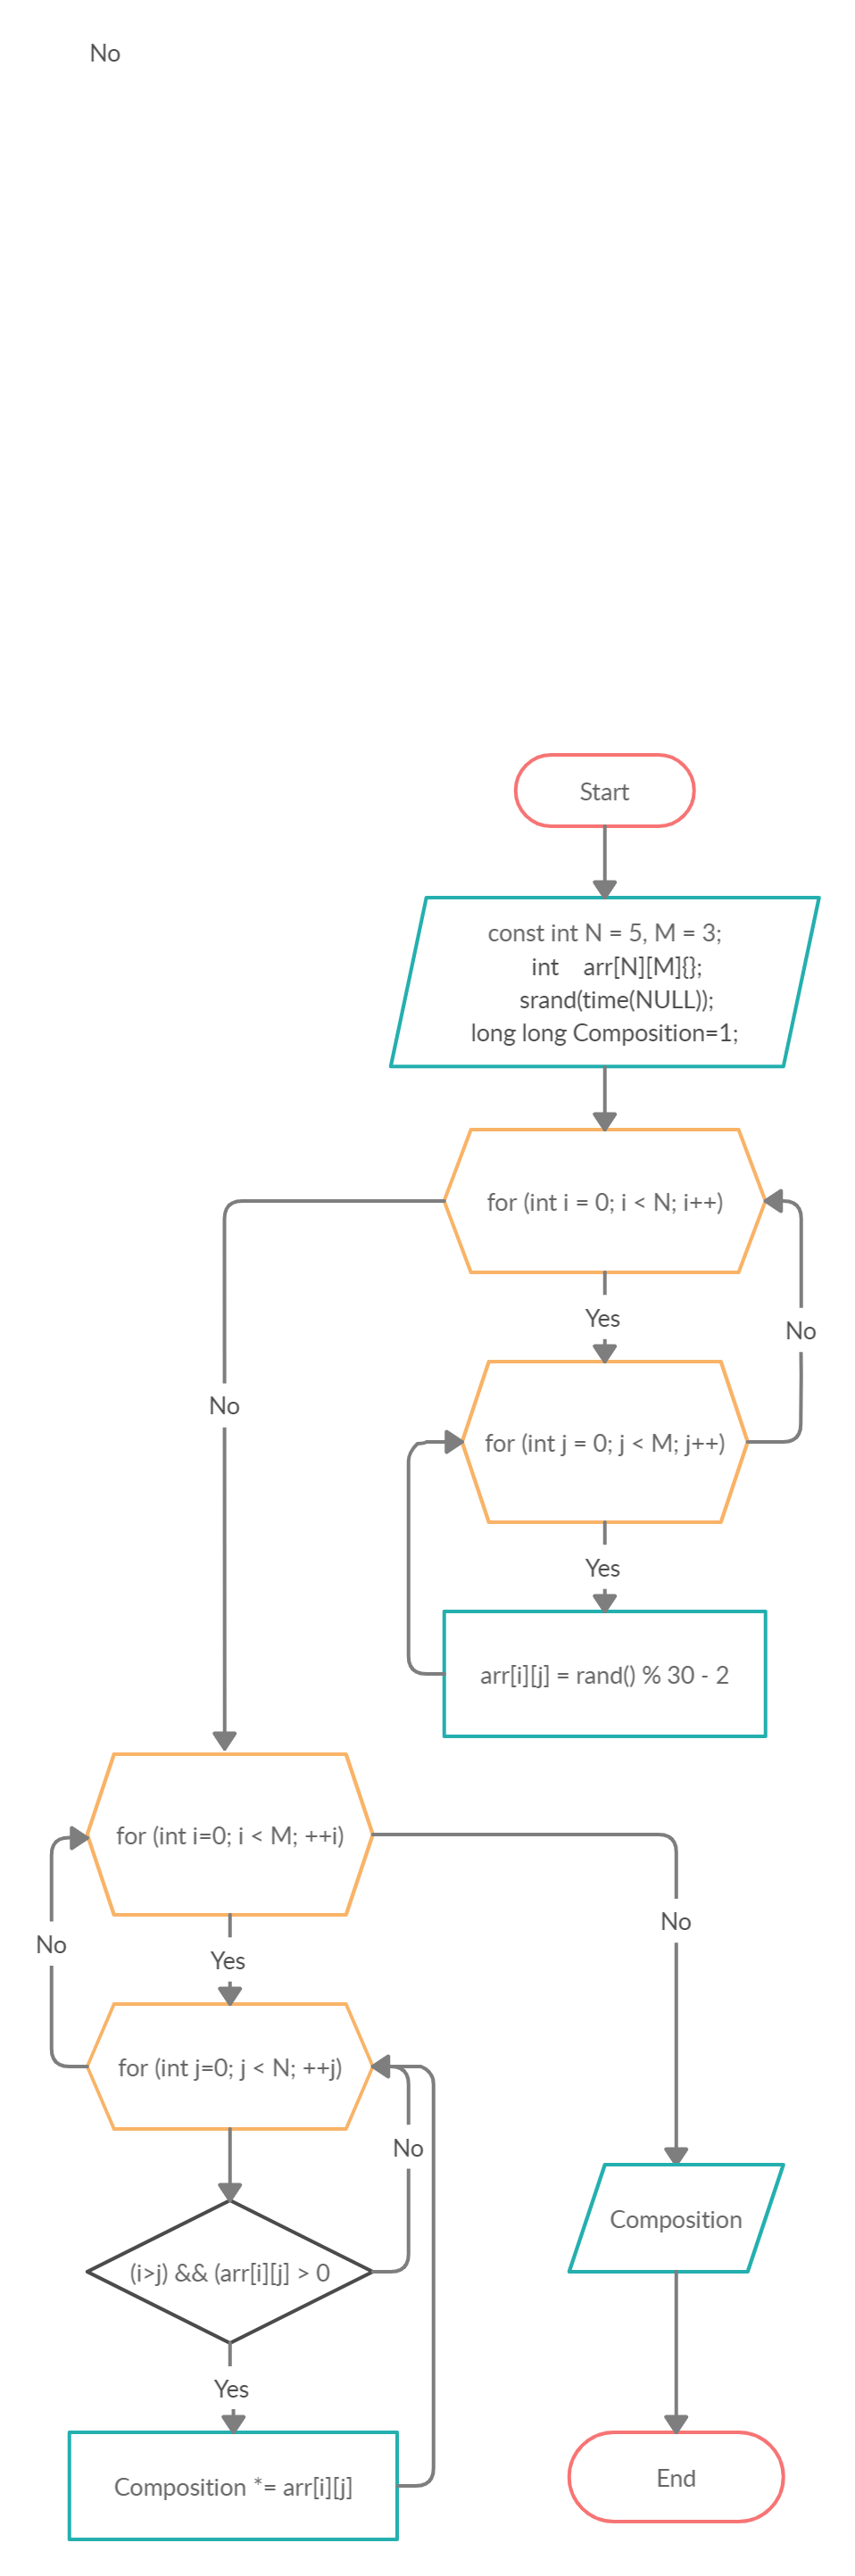 No
Start
const int N = 5, M = 3;
int arr[N][M]{};
srand(time(NULL));
long long Composition=1;
for (int i = 0; i < N; i++)
Yes
No
No
for (int j = 0; j < M; j++)
Yes
arr[i][j] = rand() % 30 - 2
for (int i=0; i < M; ++i)
No
No
Yes
for (int j=0; j < N; ++j)
No
Composition
(i>j) && (arr[i][j] > 0
Yes
Composition *= arr[i][j]
End